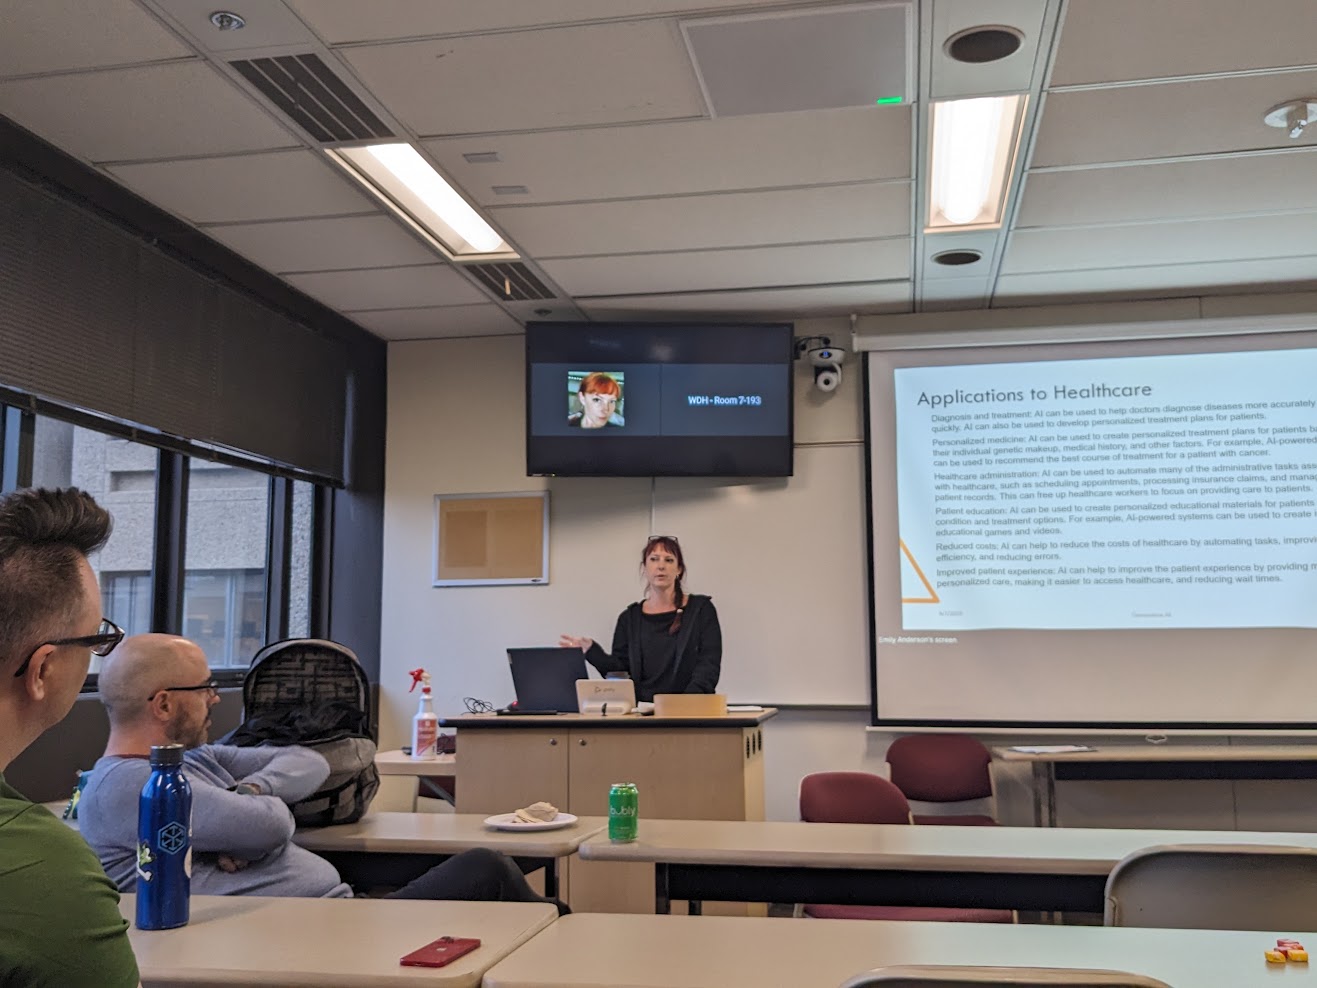 WDH - Room 7-193
Applications to Healthcare
Diagnosis and treatment: AI can be used to help doctors diagnose diseases more accurately
quickly. AI can also be used to develop personalized treatment plans for patients.
Personalized medicine: AI can be used to create personalized treatment plans for patients ba
their individual genetic makeup, medical history, and other factors. For example, AI-powered
can be used to recommend the best course of treatment for a patient with cancer.
Healthcare administration: AI can be used to automate many of the administrative tasks ass
with healthcare, such as scheduling appointments, processing insurance claims, and manag
patient records. This can free up healthcare workers to focus on providing care to patients.
Patient education: AI can be used to create personalized educational materials for patients
condition and treatment options. For example, AI-powered systems can be used to create i
educational games and videos.
Reduced costs: AI can help to reduce the costs of healthcare by automating tasks, improvi
efficiency, and reducing errors.
Improved patient experience: AI can help to improve the patient experience by providing m
personalized care, making it easier to access healthcare, and reducing wait times.
Emily Anderson's screen
bubly